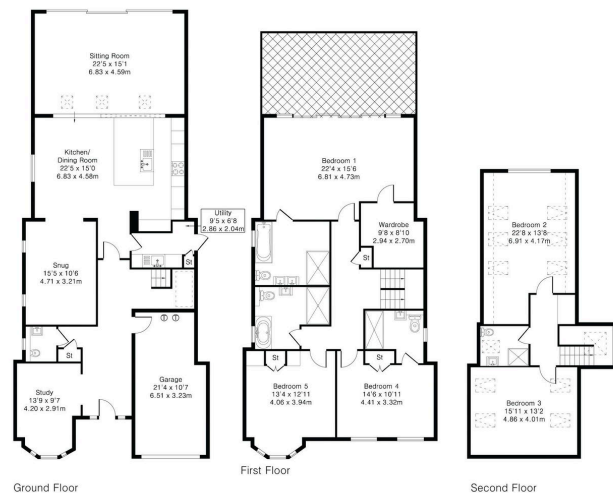 Sitting Room
22'5 x 15'1
6.83 x 4.59m
Kitchen/
Dining Room
22'5 x 15'0
6.83 x 4.58m
Utility
9'5 x 6'8
2.86 x 2.04m
St
Snug
15'5 x 10'6
4.71 x 3.21m
St
Study
13'9 x 9'7
4.20 x 2.91m
Garage
21'4 x 10'7
6.51 x 3.23m
Ground Floor
Bedroom 1
22'4 x 15'6
6.81 x 4.73m
Wardrobe
9'8 x 8'10
2.94 x 2.70m
St
St
St
Bedroom 5
13'4 x 12'11
4.06 x 3.94m
Bedroom 4
14'6 x 10'11
4.41 x 3.32m
First Floor
Bedroom 2
22'8 x 13'8
6.91 x 4.17m
Bedroom 3
15'11 x 13'2
4.86 x 4.01m
Second Floor